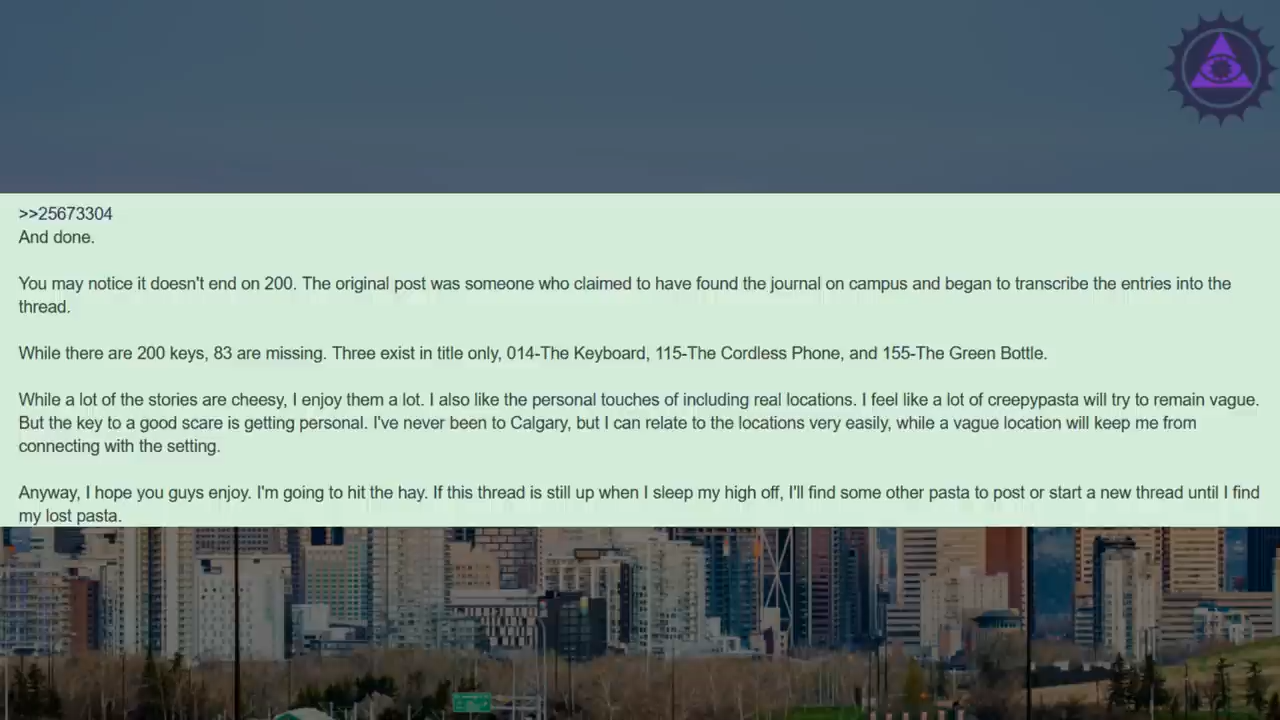 >>25673304
And done.
You may notice it doesn't end on 200. The original post was someone who claimed to have found the journal on campus and began to transcribe the entries into the
thread.
While there are 200 keys, 83 are missing. Three exist in title only, 014-The Keyboard, 115-The Cordless Phone, and 155-The Green Bottle.
While a lot of the stories are cheesy, I enjoy them a lot. I also like the personal touches of including real locations. I feel like a lot of creepypasta will try to remain vague.
But the key to a good scare is getting personal. I've never been to Calgary, but I can relate to the locations very easily, while a vague location will keep me from
connecting with the setting.
Anyway, I hope you guys enjoy. I'm going to hit the hay. If this thread is still up when I sleep my high off, I'll find some other pasta to post or start a new thread until I find
my lost pasta.